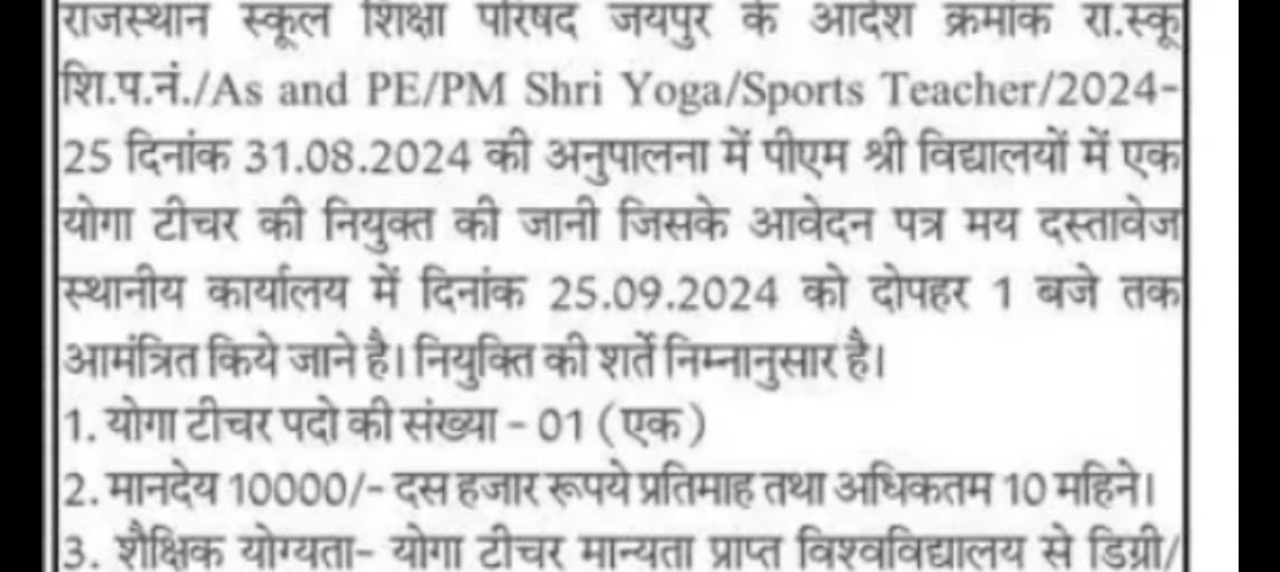 राजस्थान स्कूल शिक्षा परिषद जयपुर के आदेश क्रमांक रा.स्कू
शि.प.नं./As and PE/PM Shri Yoga/Sports Teacher/2024-
25 दिनांक 31.08.2024 की अनुपालना में पीएम श्री विद्यालयों में एक
योगा टीचर की नियुक्त की जानी जिसके आवेदन पत्र मय दस्तावेज
स्थानीय कार्यालय में दिनांक 25.09.2024 को दोपहर 1 बजे तक
आमंत्रित किये जाने है। नियुक्ति की शर्ते निम्नानुसार है।
1. योगा टीचर पदो की संख्या - 01 (एक)
2. मानदेय 10000/- दस हजार रूपये प्रतिमाह तथा अधिकतम 10 महिने।
3. शैक्षिक योग्यता- योगा टीचर मान्यता प्राप्त विश्वविद्यालय से डिग्री/